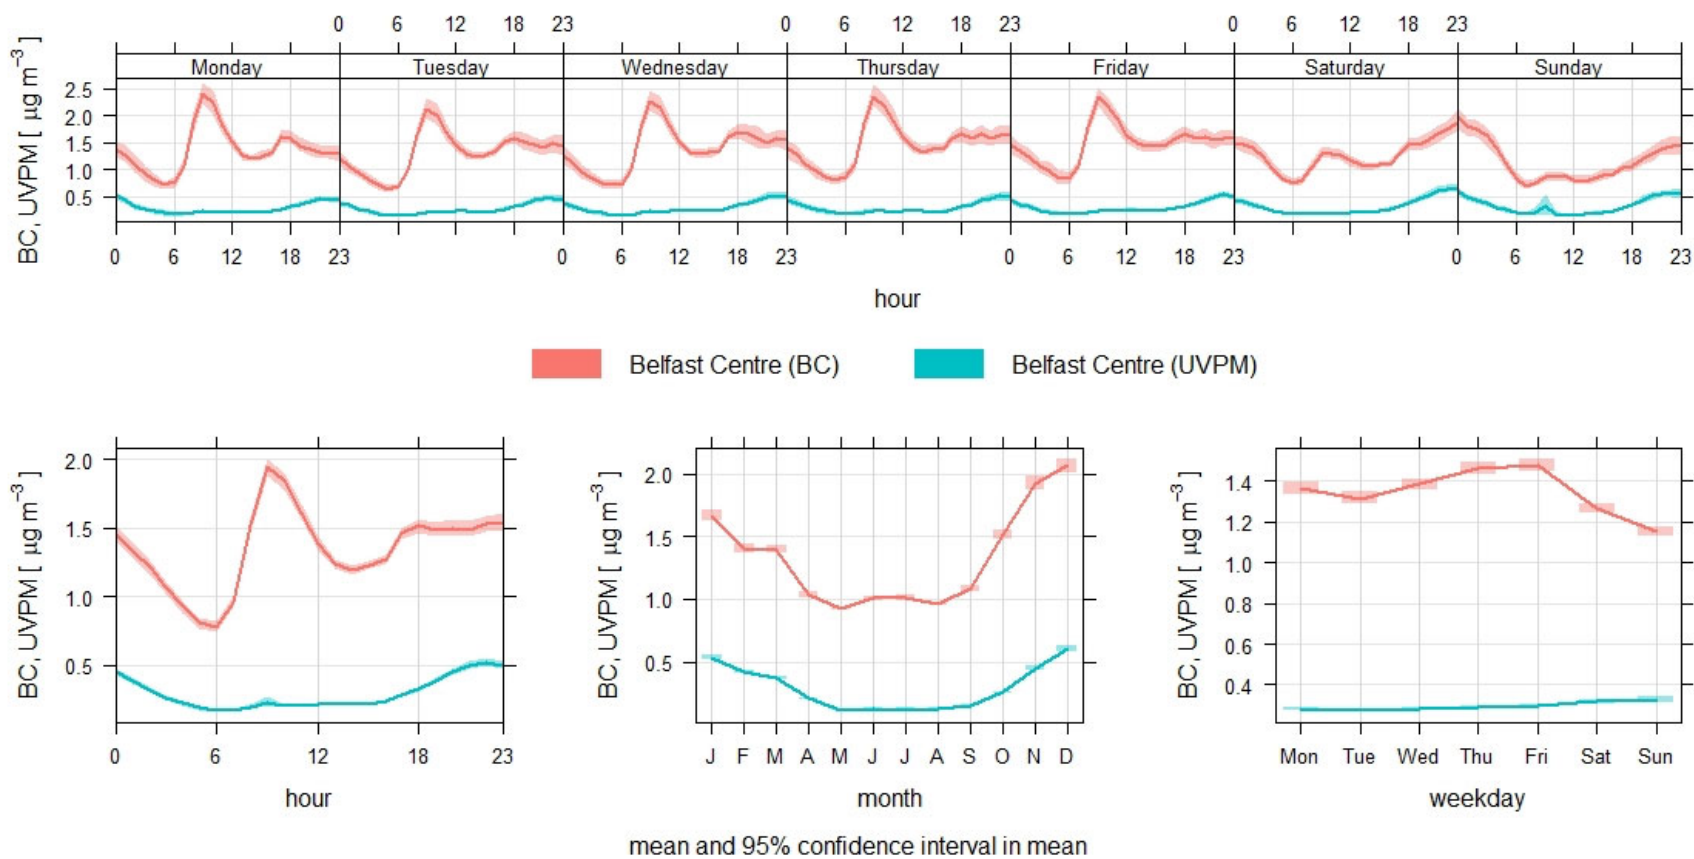 0 6 12 18 23 0 6 12 18 23 0 6 12 18 23
Monday Tuesday Wednesday Thursday Friday Saturday Sunday
BC, UVPM [ µg m⁻³ ]
2.5
2.0
1.5
1.0
0.5
0 6 12 18 23 0 6 12 18 23 0 6 12 18 23 0 6 12 18 23
hour
Belfast Centre (BC) Belfast Centre (UVPM)
BC, UVPM [ µg m⁻³ ]
2.0
1.5
1.0
0.5
0 6 12 18 23
hour
BC, UVPM [ µg m⁻³ ]
2.0
1.5
1.0
0.5
J F M A M J J A S O N D
month
BC, UVPM [ µg m⁻³ ]
1.4
1.2
1.0
0.8
0.6
0.4
Mon Tue Wed Thu Fri Sat Sun
weekday
mean and 95% confidence interval in mean